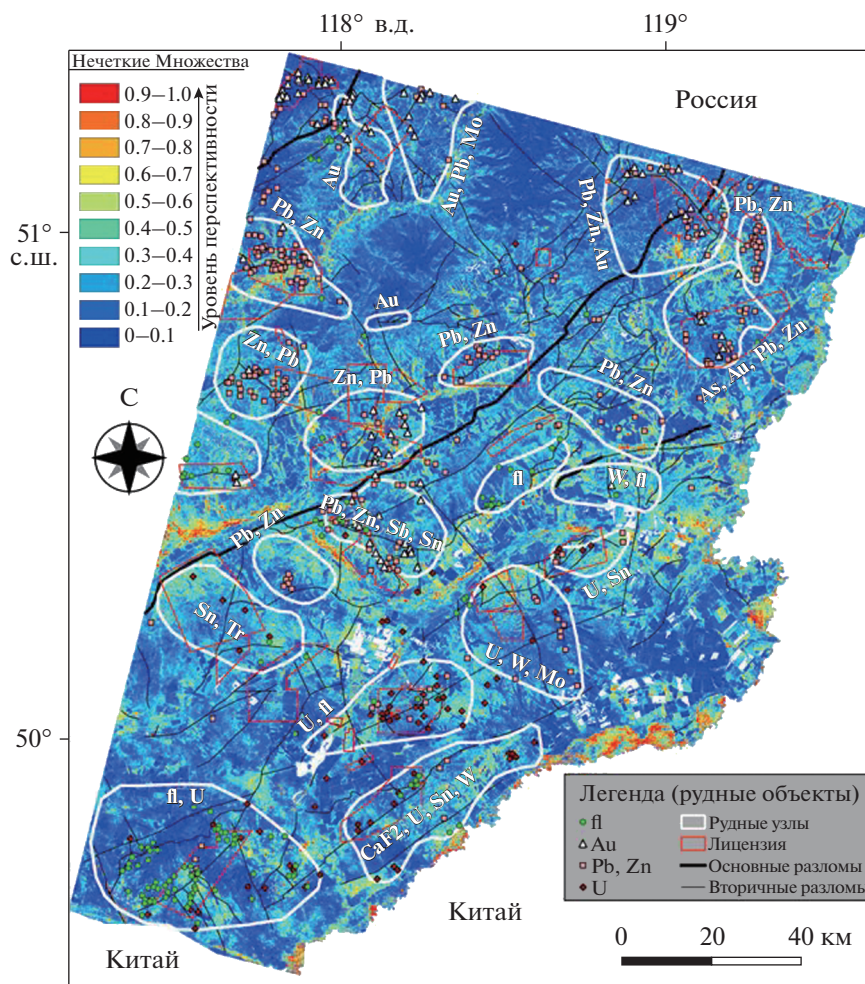 118° в.д.
119°
Нечеткие Множества
0.9–1.0
0.8–0.9
0.7–0.8
0.6–0.7
0.5–0.6
0.4–0.5
0.3–0.4
0.2–0.3
0.1–0.2
0–0.1
Уровень перспективности
Россия
Au
Au, Pb, Mo
Pb, Zn, Au
Pb, Zn
Pb, Zn
51°
с.ш.
Au
Pb, Zn
As, Au, Pb, Zn
Zn, Pb
Zn, Pb
Pb, Zn
С
fl
W, fl
Pb, Zn
Pb, Zn, Sb, Sn
U, Sn
Sn, Tr
U, W, Mo
U, fl
50°
fl, U
CaF2, U, Sn, W
Легенда (рудные объекты)
fl
Рудные узлы
Au
Лицензия
Pb, Zn
Основные разломы
U
Вторичные разломы
Китай
Китай
0 20 40 км